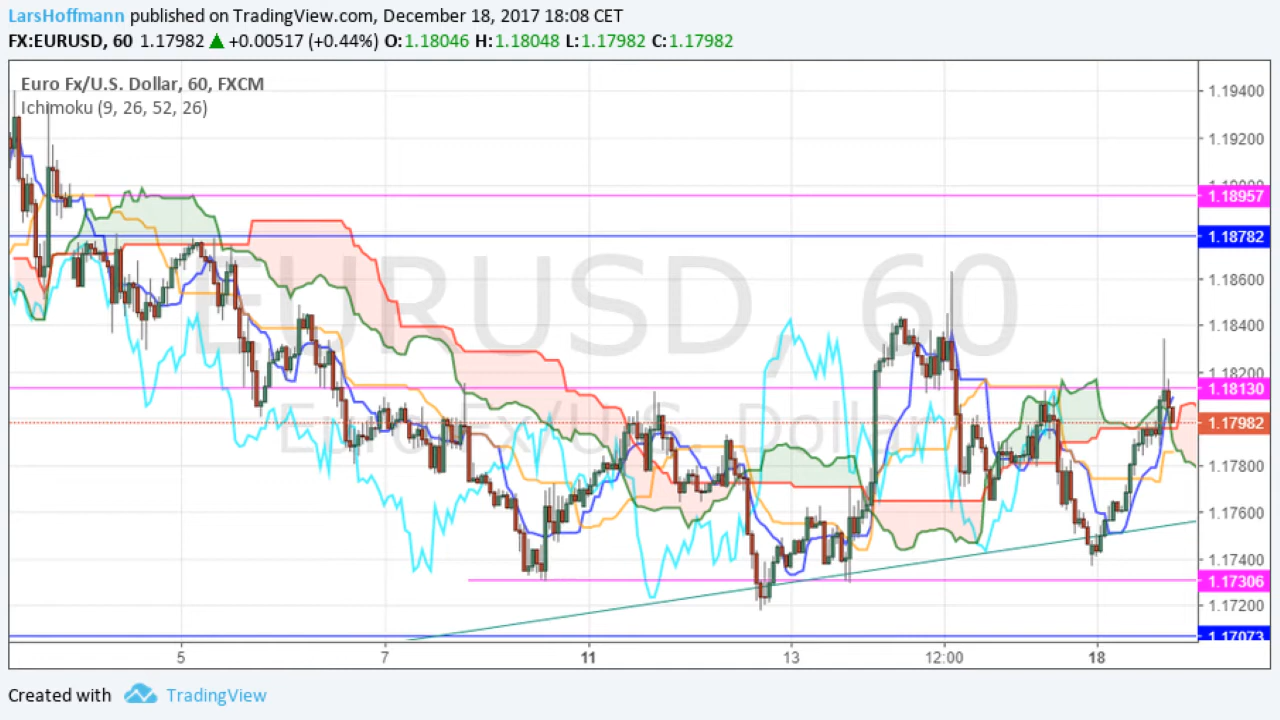 LarsHoffmann published on TradingView.com, December 18, 2017 18:08 CET
FX:EURUSD, 60 1.17982 ▲ +0.00517 (+0.44%) O:1.18046 H:1.18048 L:1.17982 C:1.17982
Euro Fx/U.S. Dollar, 60, FXCM
Ichimoku (9, 26, 52, 26)
EURUSD, 60
Euro Fx/U.S. Dollar
1.19400
1.19200
1.19000
1.18957
1.18782
1.18600
1.18400
1.18200
1.18130
1.17982
1.17800
1.17600
1.17400
1.17306
1.17200
1.17073
5 7 11 13 12:00 18
Created with TradingView